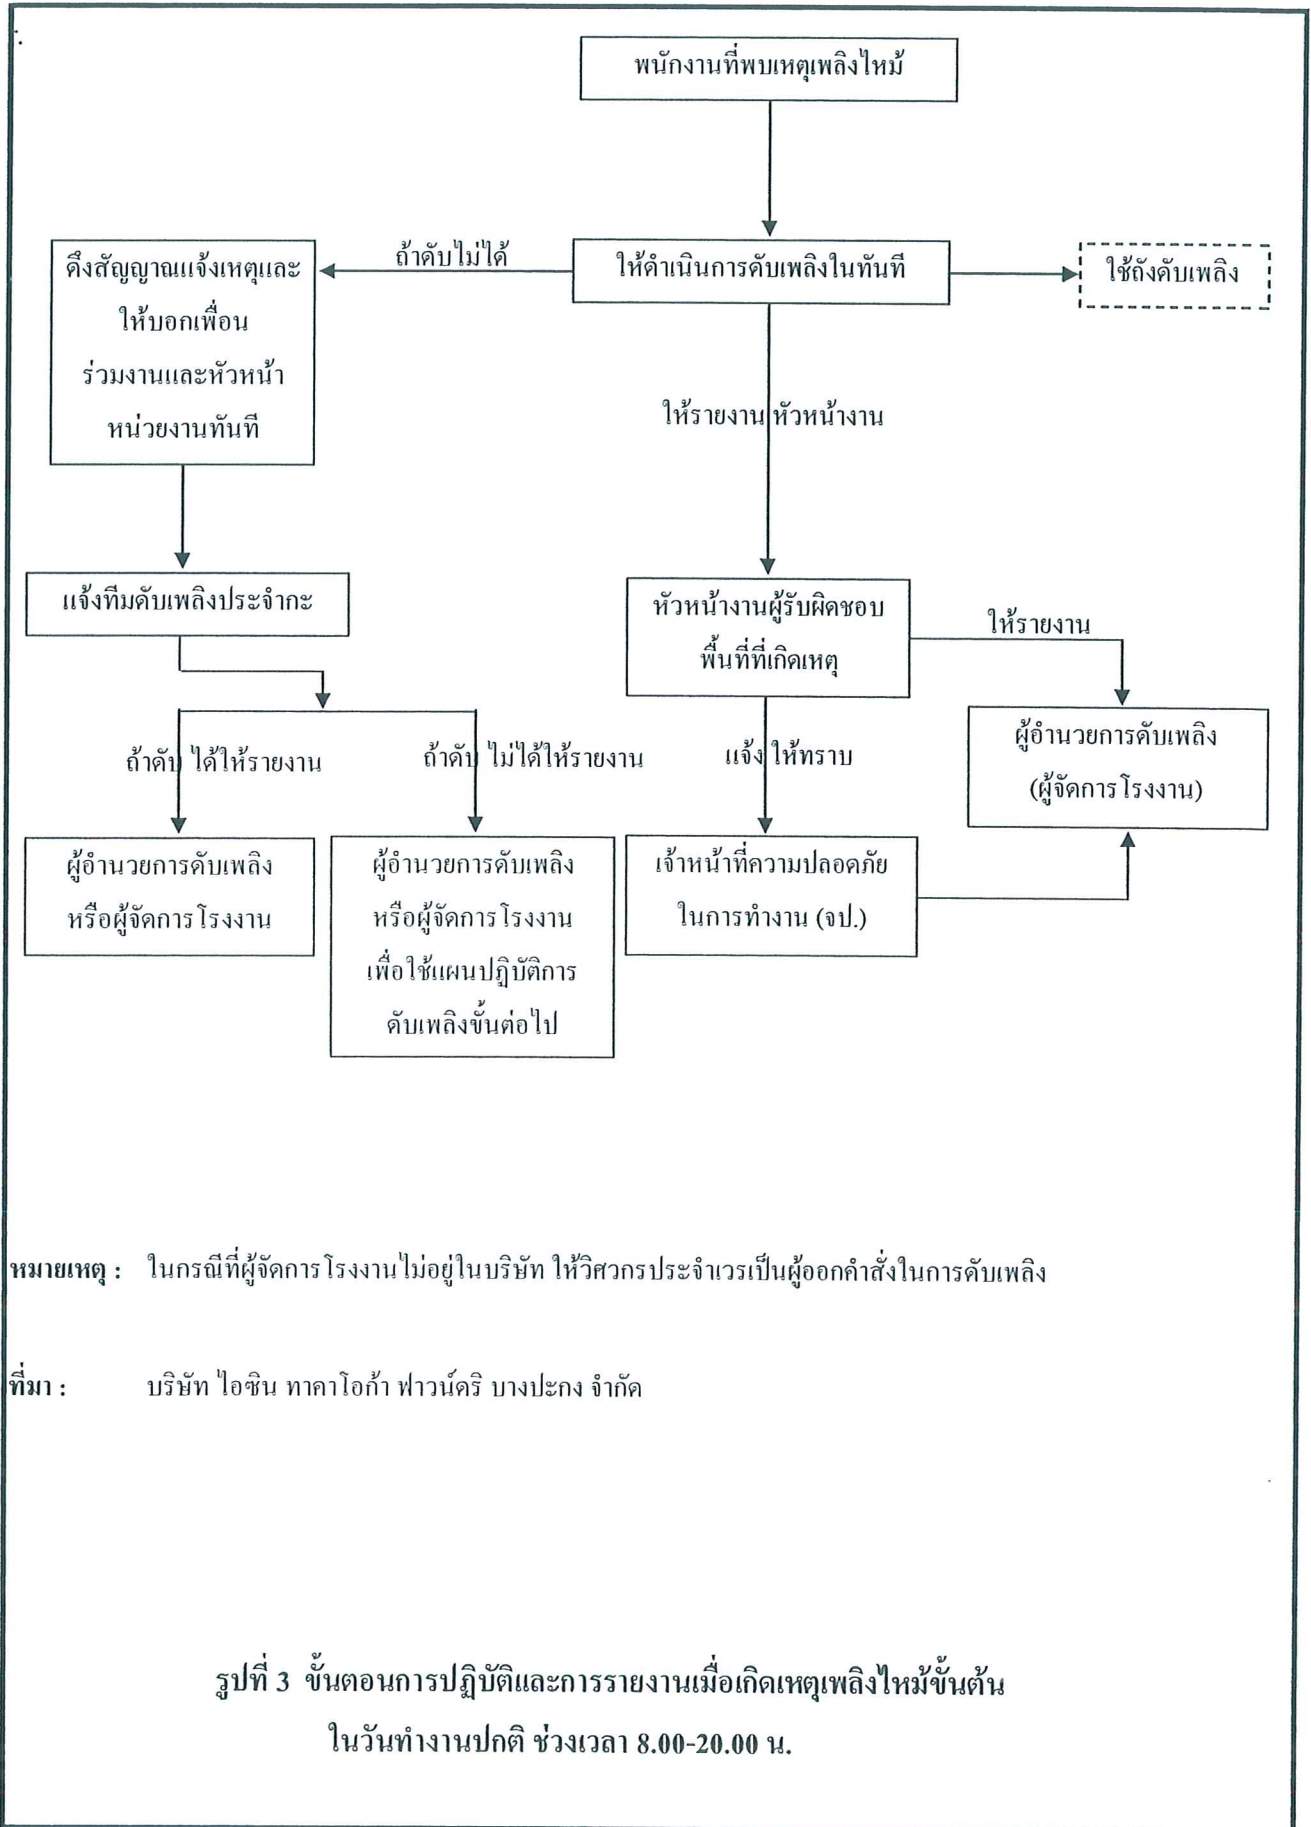 พนักงานที่พบเหตุเพลิงไหม้
ดึงสัญญาณแจ้งเหตุและ
ให้บอกเพื่อน
ร่วมงานและหัวหน้า
หน่วยงานทันที
ถ้าดับไม่ได้
ให้ดำเนินการดับเพลิงในทันที
ใช้ถังดับเพลิง
ให้รายงาน หัวหน้างาน
แจ้งทีมดับเพลิงประจำกะ
หัวหน้างานผู้รับผิดชอบ
พื้นที่ที่เกิดเหตุ
ให้รายงาน
ถ้าดับ ได้ให้รายงาน
ถ้าดับ ไม่ได้ให้รายงาน
แจ้ง ให้ทราบ
ผู้อำนวยการดับเพลิง
(ผู้จัดการโรงงาน)
ผู้อำนวยการดับเพลิง
หรือผู้จัดการโรงงาน
ผู้อำนวยการดับเพลิง
หรือผู้จัดการโรงงาน
เพื่อใช้แผนปฏิบัติการ
ดับเพลิงขั้นต่อไป
เจ้าหน้าที่ความปลอดภัย
ในการทำงาน (จป.)
หมายเหตุ : ในกรณีที่ผู้จัดการโรงงานไม่อยู่ในบริษัท ให้วิศวกรประจำเวรเป็นผู้ออกคำสั่งในการดับเพลิง
ที่มา : บริษัท ไอซิน ทาคาโอก้า ฟาวน์ดริ บางปะกง จำกัด
รูปที่ 3 ขั้นตอนการปฏิบัติและการรายงานเมื่อเกิดเหตุเพลิงไหม้ขั้นต้น
ในวันทำงานปกติ ช่วงเวลา 8.00-20.00 น.